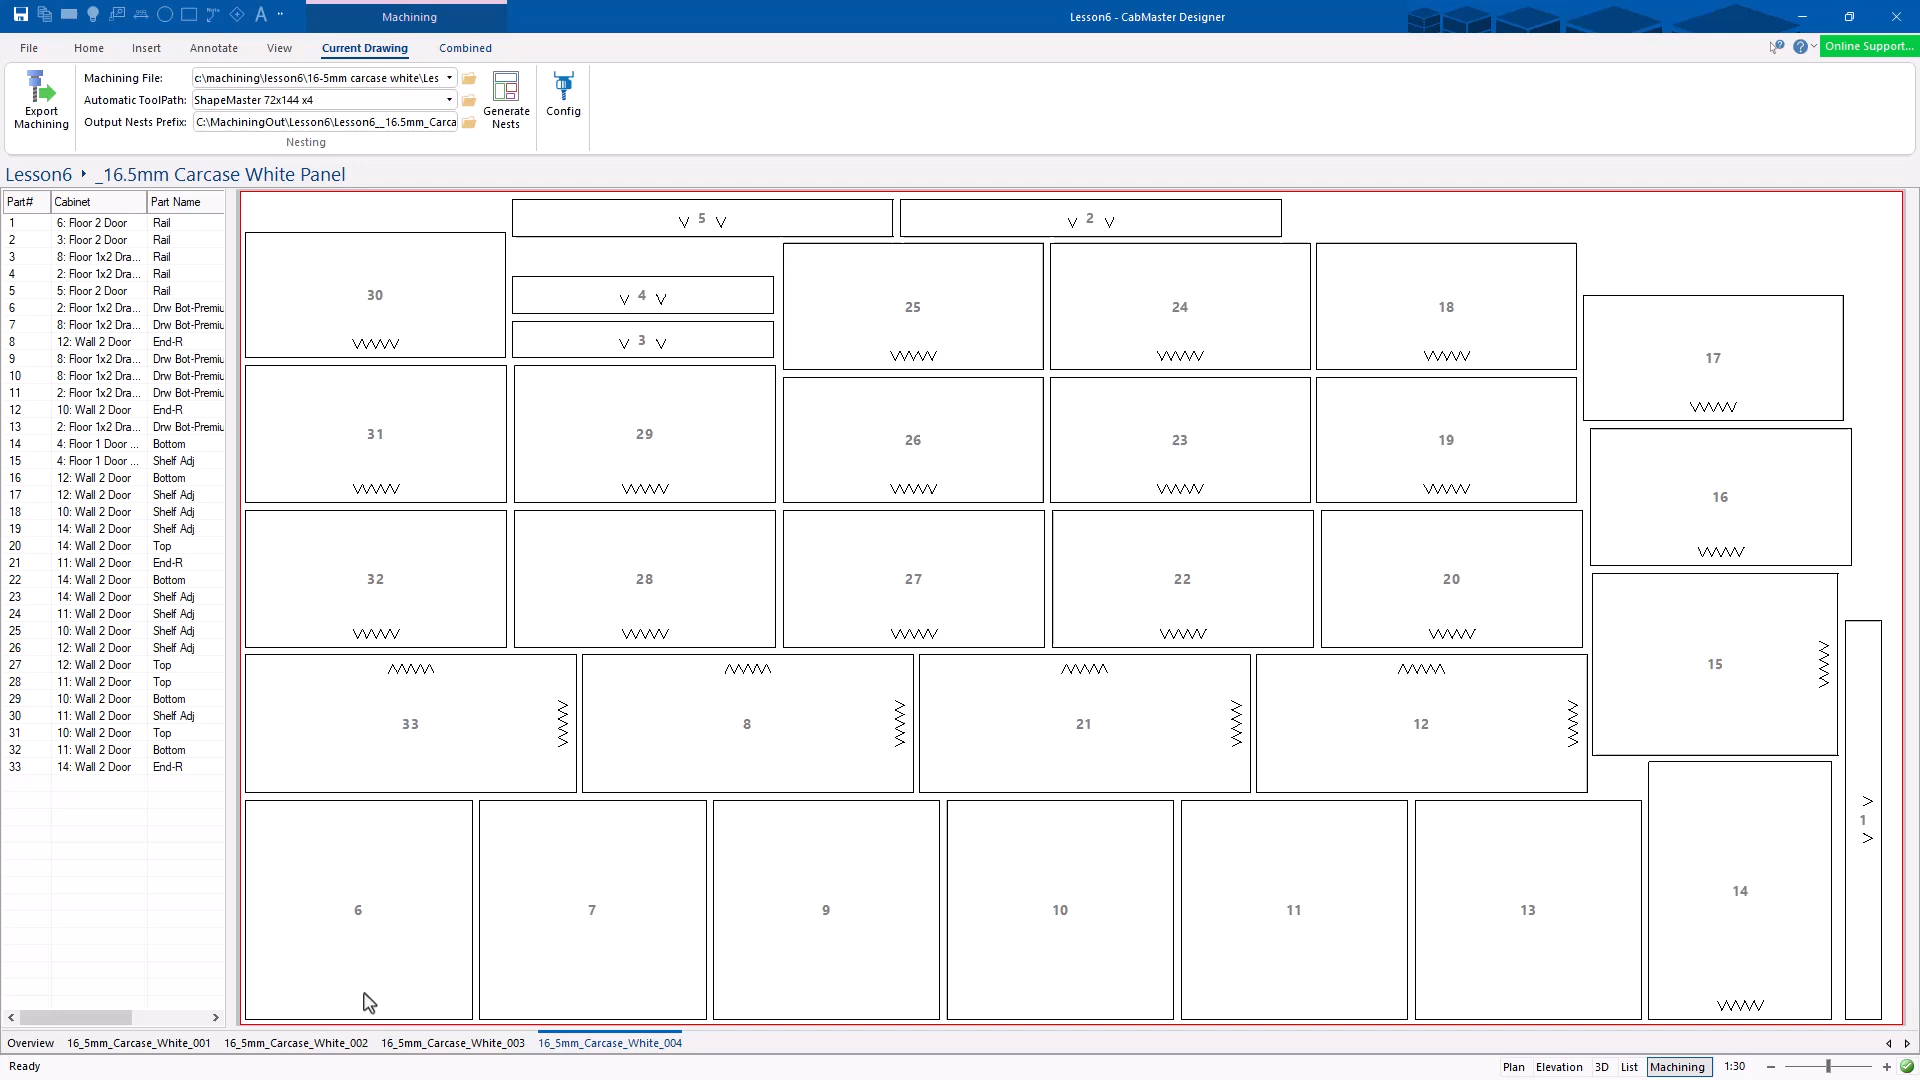 Machining
Lesson6 - CabMaster Designer
File Home Insert Annotate View Current Drawing Combined
Online Support...
Export Machining
Machining File: c:\machining\lesson6\16-5mm carcase white\Les
Automatic ToolPath: ShapeMaster 72x144 x4
Output Nests Prefix: C:\MachiningOut\Lesson6\Lesson6__16.5mm_Carca
Generate Nests
Config
Nesting
Lesson6 _16.5mm Carcase White Panel
Part# Cabinet Part Name
1 6: Floor 2 Door Rail
2 3: Floor 2 Door Rail
3 8: Floor 1x2 Dra... Rail
4 2: Floor 1x2 Dra... Rail
5 5: Floor 2 Door Rail
6 2: Floor 1x2 Dra... Drw Bot-Premiu
7 8: Floor 1x2 Dra... Drw Bot-Premiu
8 12: Wall 2 Door End-R
9 8: Floor 1x2 Dra... Drw Bot-Premiu
10 8: Floor 1x2 Dra... Drw Bot-Premiu
11 2: Floor 1x2 Dra... Drw Bot-Premiu
12 10: Wall 2 Door End-R
13 2: Floor 1x2 Dra... Drw Bot-Premiu
14 4: Floor 1 Door ... Bottom
15 4: Floor 1 Door ... Shelf Adj
16 12: Wall 2 Door Bottom
17 12: Wall 2 Door Shelf Adj
18 10: Wall 2 Door Shelf Adj
19 14: Wall 2 Door Shelf Adj
20 14: Wall 2 Door Top
21 11: Wall 2 Door End-R
22 14: Wall 2 Door Bottom
23 14: Wall 2 Door Shelf Adj
24 11: Wall 2 Door Shelf Adj
25 10: Wall 2 Door Shelf Adj
26 12: Wall 2 Door Shelf Adj
27 12: Wall 2 Door Top
28 11: Wall 2 Door Top
29 10: Wall 2 Door Bottom
30 11: Wall 2 Door Shelf Adj
31 10: Wall 2 Door Top
32 11: Wall 2 Door Bottom
33 14: Wall 2 Door End-R
5 2
30 4 25 24 18
3 17
31 29 26 23 19
16
32 28 27 22 20
15
33 8 21 12
1
14
6 7 9 10 11 13
Overview 16_5mm_Carcase_White_001 16_5mm_Carcase_White_002 16_5mm_Carcase_White_003 16_5mm_Carcase_White_004
Ready
Plan Elevation 3D List Machining 1:30